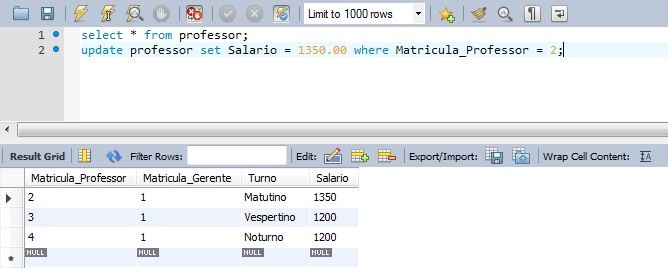 Limit to 1000 rows
1 select * from professor;
2 update professor set Salario = 1350.00 where Matricula_Professor = 2;
Result Grid Filter Rows: Edit: Export/Import: Wrap Cell Content: IA
Matricula_Professor Matricula_Gerente Turno Salario
2 1 Matutino 1350
3 1 Vespertino 1200
4 1 Noturno 1200
NULL NULL NULL NULL